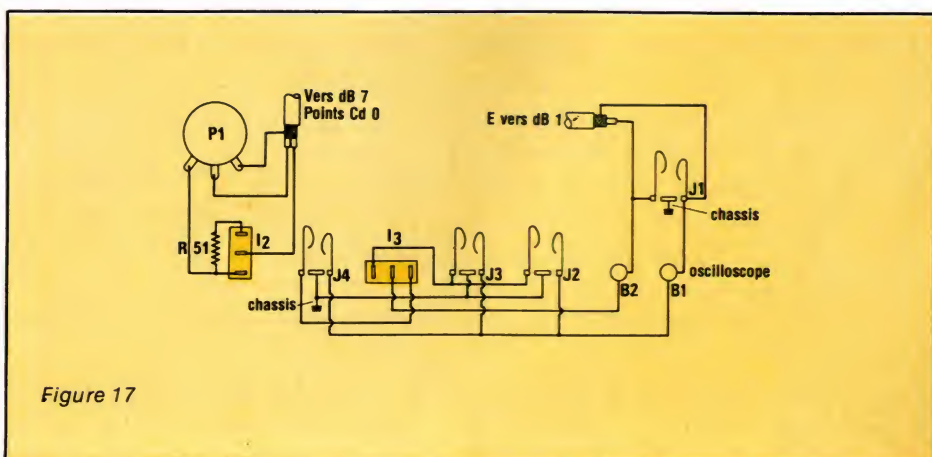 Vers dB 7
Points Cd 0
P1
E vers dB 1
J1
chassis
R 51
I2
I3
J4
J3
J2
oscilloscope
B2
B1
chassis
Figure 17